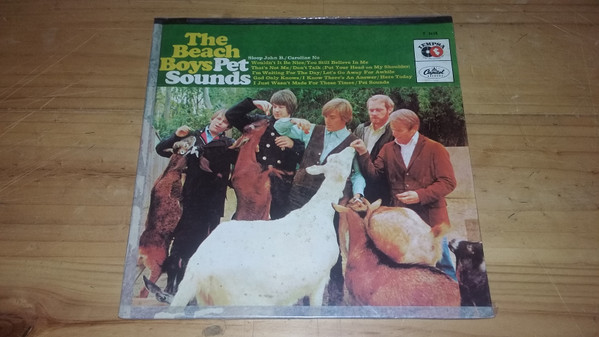 The
Beach
Boys Pet
Sounds
Sloop John B./Caroline No
Wouldn't It Be Nice/You Still Believe In Me
That's Not Me/Don't Talk (Put Your Head on My Shoulder)
I'm Waiting For The Day/Let's Go Away For Awhile
God Only Knows/I Know There's An Answer/Here Today
I Just Wasn't Made For These Times/Pet Sounds
TEMPSA
Capitol